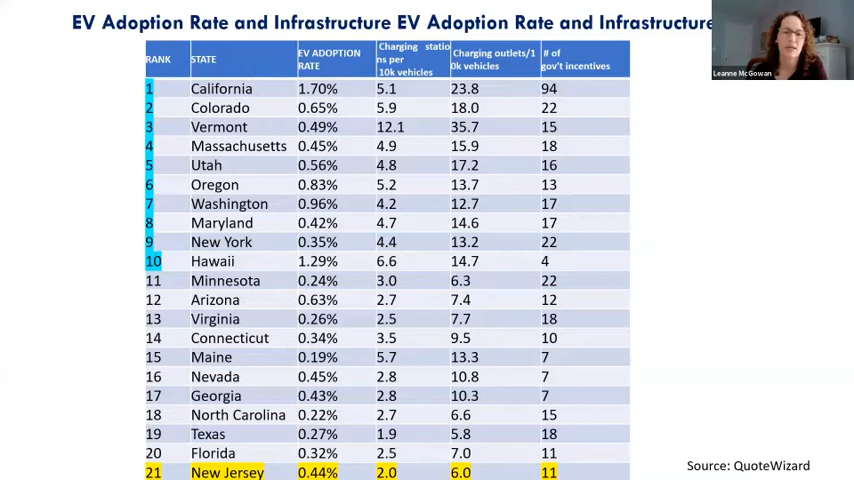 EV Adoption Rate and Infrastructure EV Adoption Rate and Infrastructure
Leanne McGowan
RANK STATE EV ADOPTION RATE Charging stations per 10k vehicles Charging outlets/10k vehicles # of gov't incentives
1 California 1.70% 5.1 23.8 94
2 Colorado 0.65% 5.9 18.0 22
3 Vermont 0.49% 12.1 35.7 15
4 Massachusetts 0.45% 4.9 15.9 18
5 Utah 0.56% 4.8 17.2 16
6 Oregon 0.83% 5.2 13.7 13
7 Washington 0.96% 4.2 12.7 17
8 Maryland 0.42% 4.7 14.6 17
9 New York 0.35% 4.4 13.2 22
10 Hawaii 1.29% 6.6 14.7 4
11 Minnesota 0.24% 3.0 6.3 22
12 Arizona 0.63% 2.7 7.4 12
13 Virginia 0.26% 2.5 7.7 18
14 Connecticut 0.34% 3.5 9.5 10
15 Maine 0.19% 5.7 13.3 7
16 Nevada 0.45% 2.8 10.8 7
17 Georgia 0.43% 2.8 10.3 7
18 North Carolina 0.22% 2.7 6.6 15
19 Texas 0.27% 1.9 5.8 18
20 Florida 0.32% 2.5 7.0 11
21 New Jersey 0.44% 2.0 6.0 11
Source: QuoteWizard